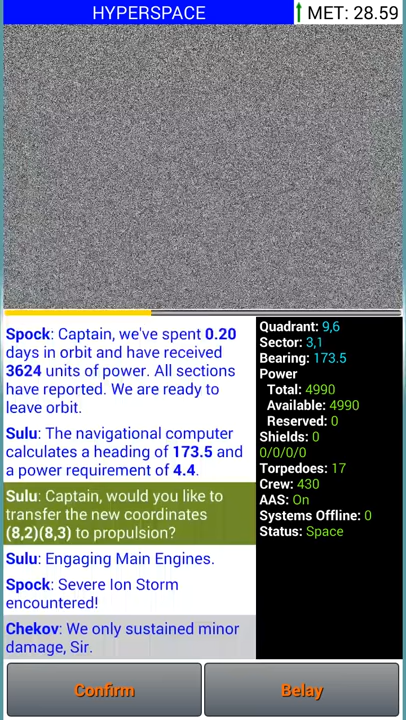 HYPERSPACE
MET: 28.59
Spock: Captain, we've spent 0.20
days in orbit and have received
3624 units of power. All sections
have reported. We are ready to
leave orbit.
Sulu: The navigational computer
calculates a heading of 173.5 and
a power requirement of 4.4.
Sulu: Captain, would you like to
transfer the new coordinates
(8,2)(8,3) to propulsion?
Sulu: Engaging Main Engines.
Spock: Severe Ion Storm
encountered!
Chekov: We only sustained minor
damage, Sir.
Quadrant: 9,6
Sector: 3,1
Bearing: 173.5
Power
Total: 4990
Available: 4990
Reserved: 0
Shields: 0
0/0/0/0
Torpedoes: 17
Crew: 430
AAS: On
Systems Offline: 0
Status: Space
Confirm
Belay